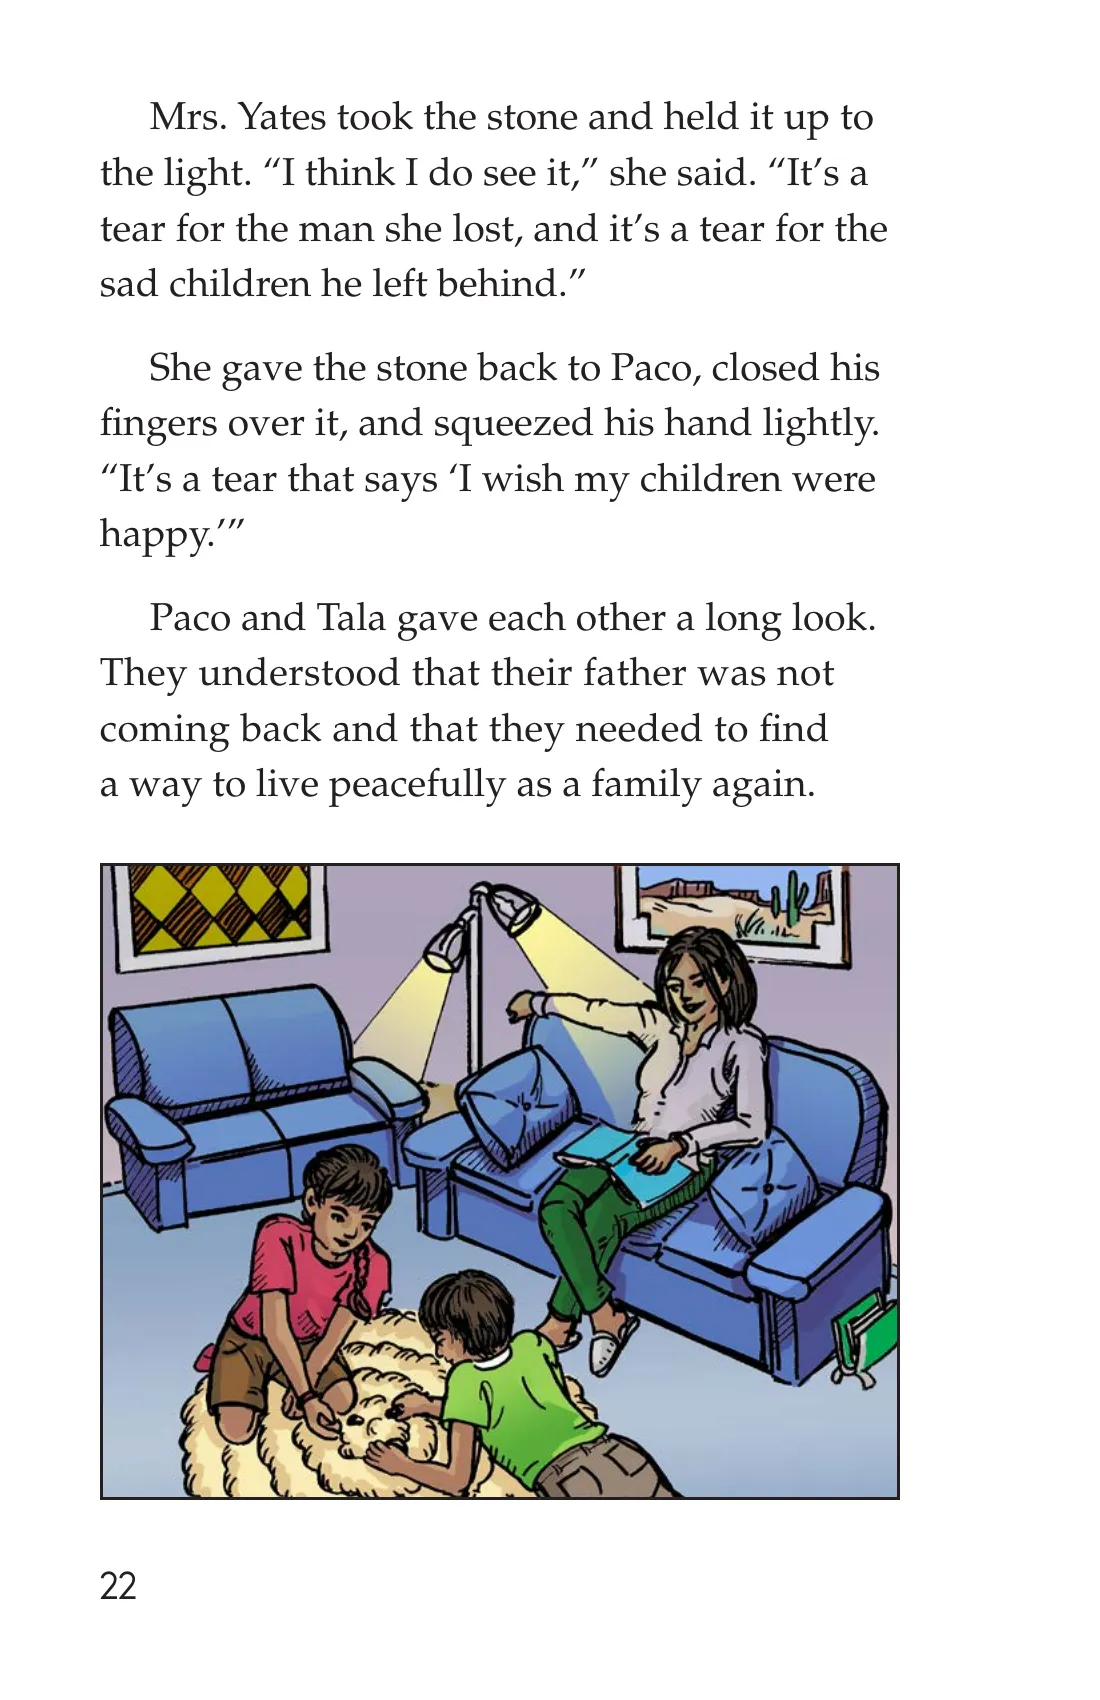 Mrs. Yates took the stone and held it up to
the light. “I think I do see it,” she said. “It’s a
tear for the man she lost, and it’s a tear for the
sad children he left behind.”
She gave the stone back to Paco, closed his
fingers over it, and squeezed his hand lightly.
“It’s a tear that says ‘I wish my children were
happy.’”
Paco and Tala gave each other a long look.
They understood that their father was not
coming back and that they needed to find
a way to live peacefully as a family again.
22